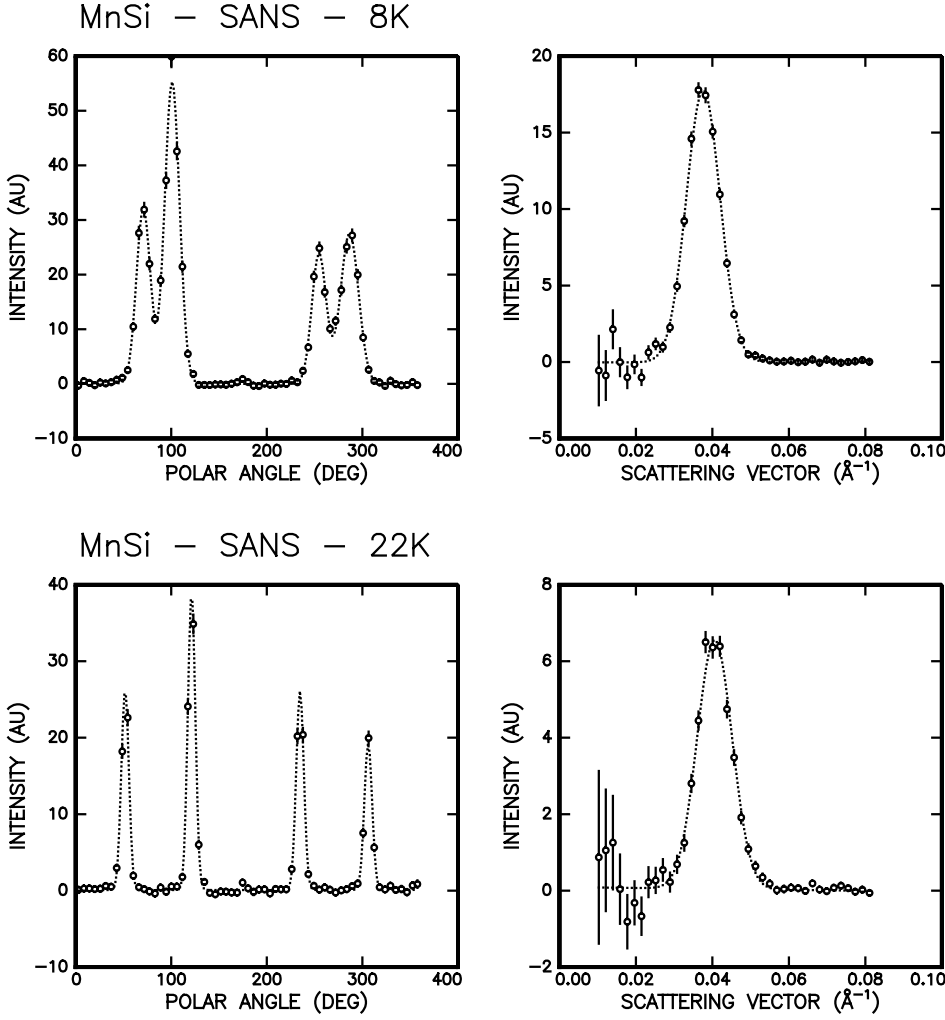 MnSi – SANS – 8K
60
50
40
30
20
10
0
−10
INTENSITY (AU)
0 100 200 300 400
POLAR ANGLE (DEG)
20
15
10
5
0
−5
INTENSITY (AU)
0.00 0.02 0.04 0.06 0.08 0.10
SCATTERING VECTOR (Å⁻¹)
MnSi – SANS – 22K
40
30
20
10
0
−10
INTENSITY (AU)
0 100 200 300 400
POLAR ANGLE (DEG)
8
6
4
2
0
−2
INTENSITY (AU)
0.00 0.02 0.04 0.06 0.08 0.10
SCATTERING VECTOR (Å⁻¹)